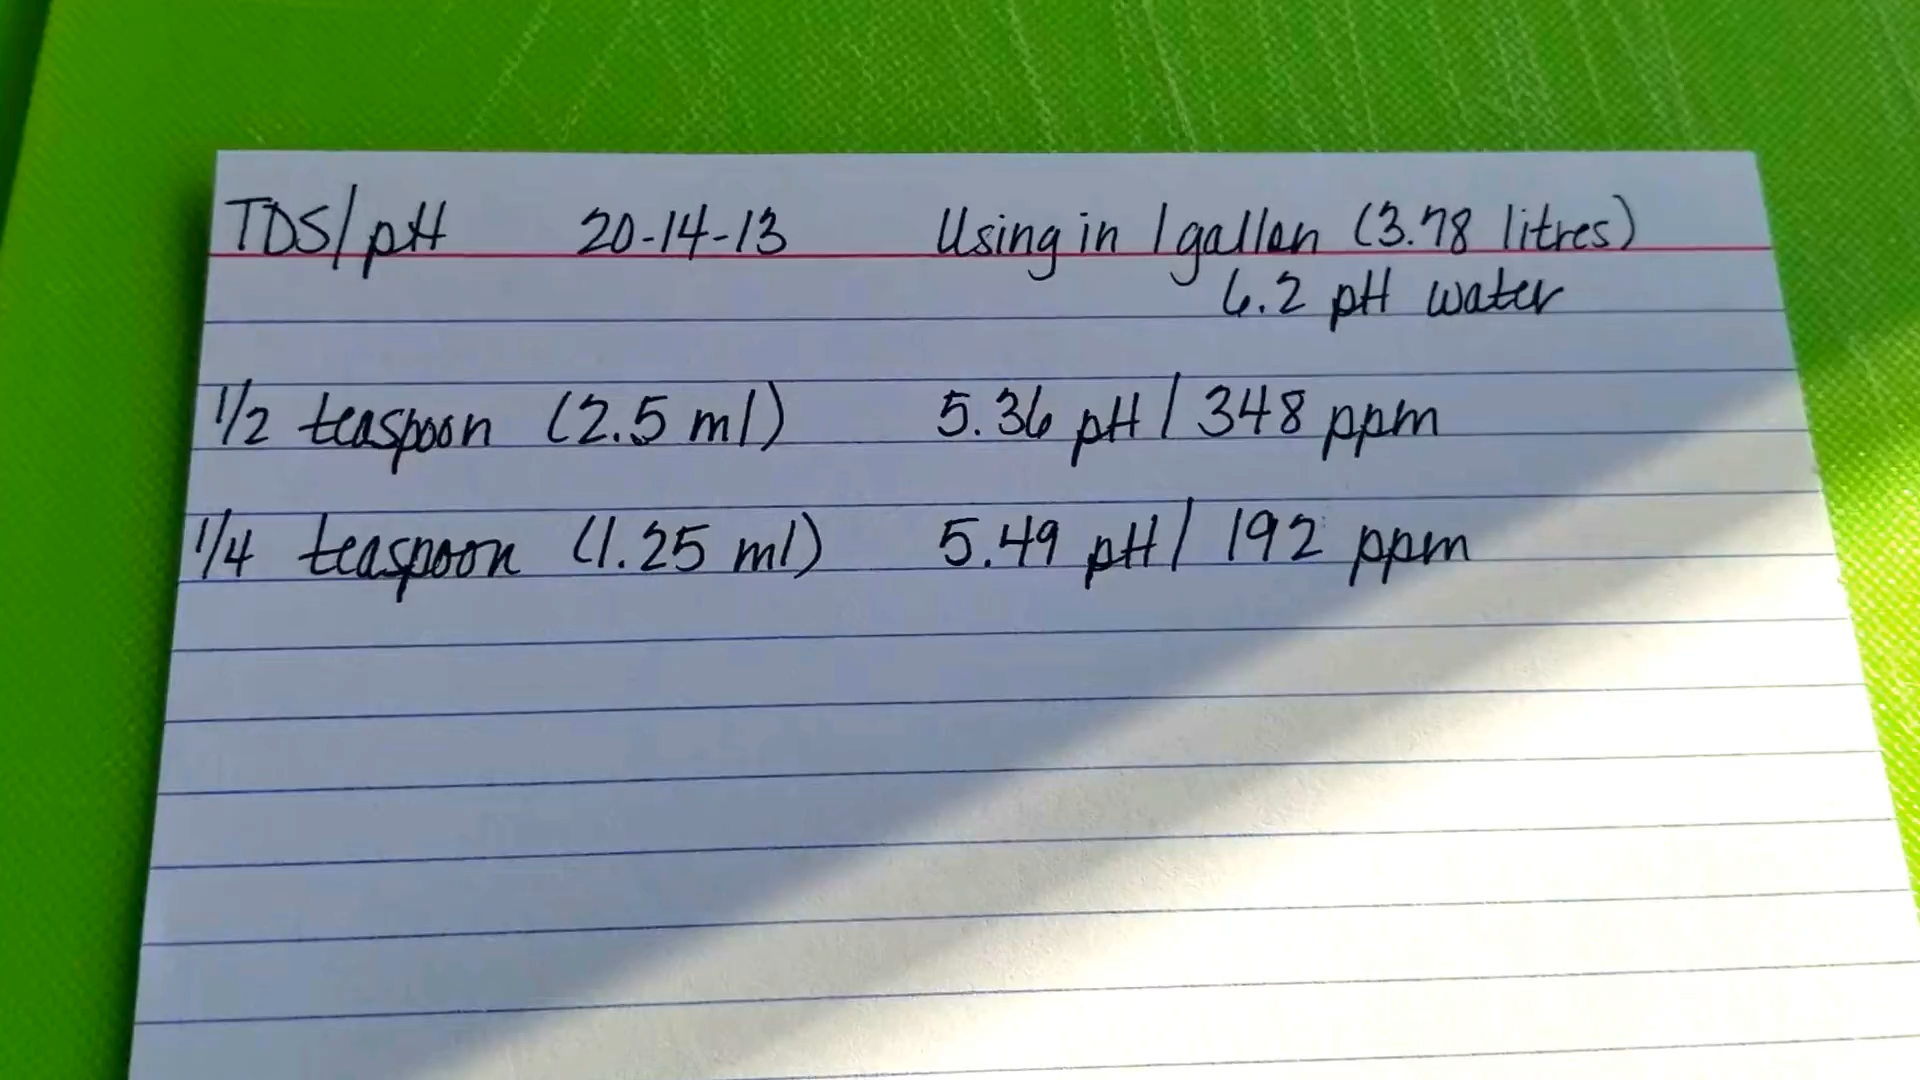 TDS/pH 20-14-13 Using in 1 gallon (3.78 litres)
6.2 pH water
1/2 teaspoon (2.5 ml) 5.36 pH / 348 ppm
1/4 teaspoon (1.25 ml) 5.49 pH / 192 ppm